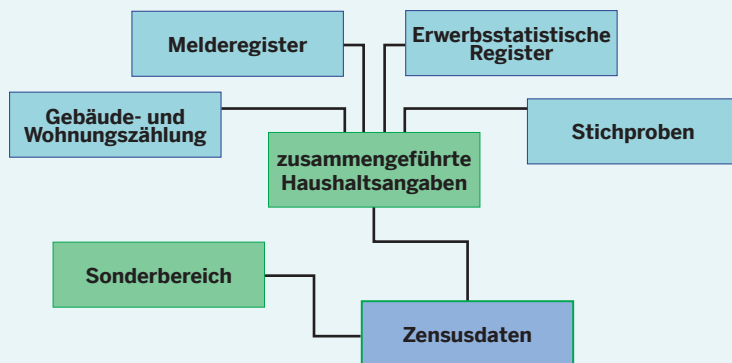 Melderegister
Erwerbsstatistische
Register
Gebäude- und
Wohnungszählung
Stichproben
zusammengeführte
Haushaltsangaben
Sonderbereich
Zensusdaten